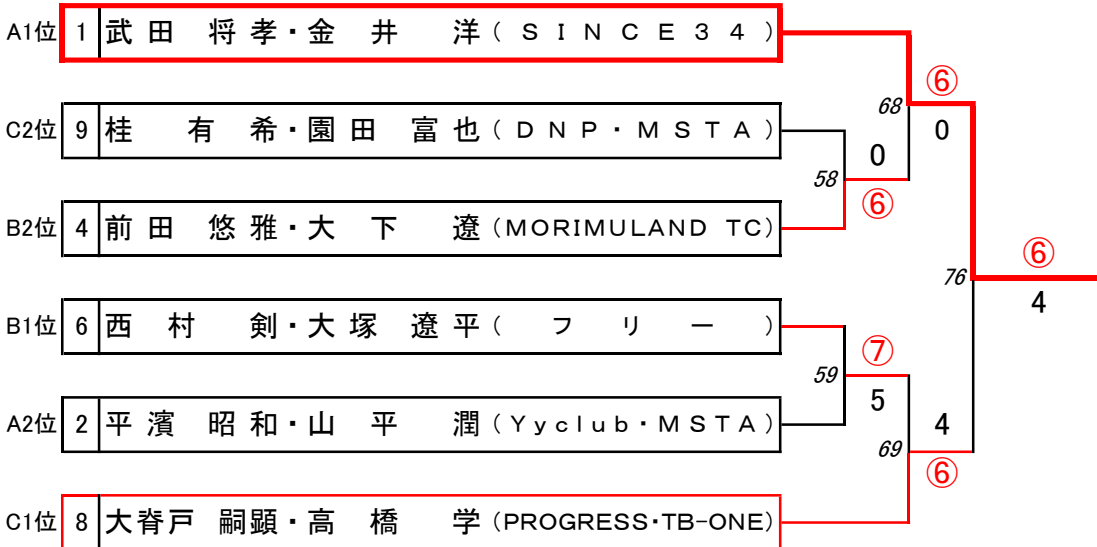 A1位 1 武田 将孝・金井 洋(SINCE34)
⑥
68
0
C2位 9 桂 有希・園田 富也(DNP・MSTA)
0
58
⑥
B2位 4 前田 悠雅・大下 遼(MORIMULAND TC)
⑥
76
4
B1位 6 西村 剣・大塚 遼平(フリー)
⑦
59
5
A2位 2 平濱 昭和・山平 潤(Yyclub・MSTA)
4
69
⑥
C1位 8 大脊戸 嗣顕・高橋 学(PROGRESS・TB-ONE)